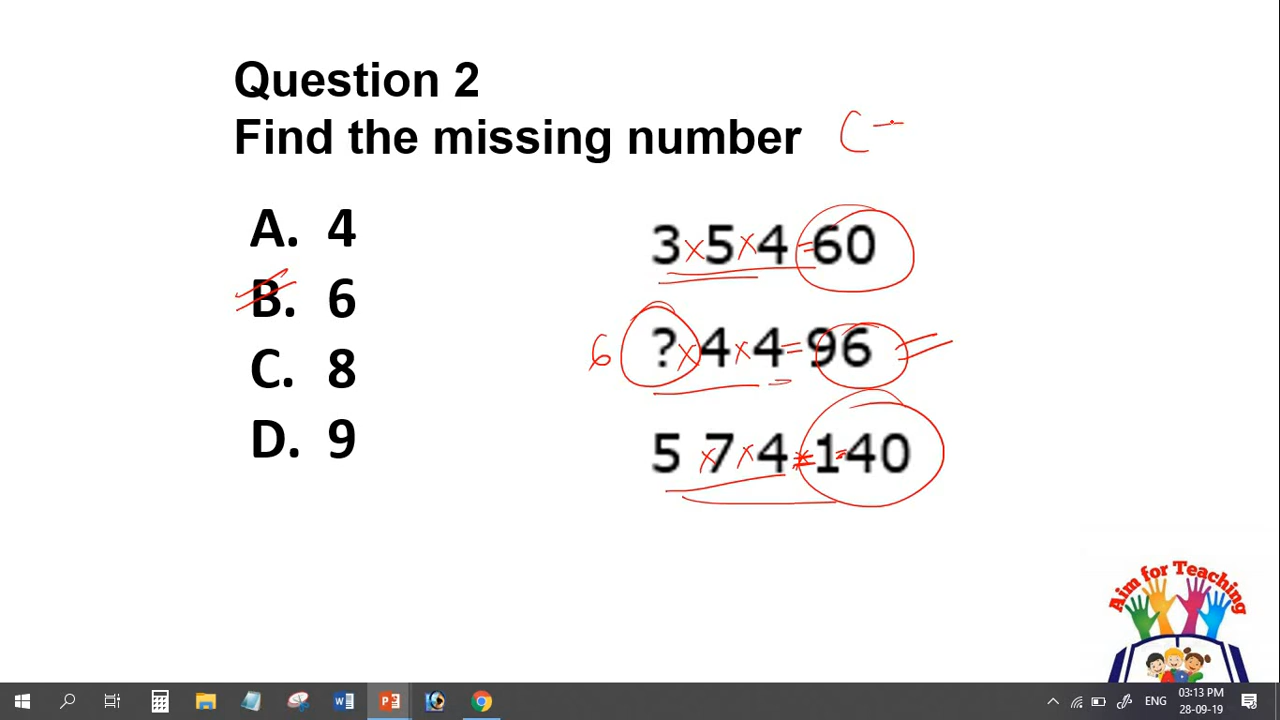 Question 2
Find the missing number
A. 4
B. 6
C. 8
D. 9
3×5×4=60
6 ?×4×4=96=
5×7×4=140
Aim for Teaching
ENG
03:13 PM
28-09-19